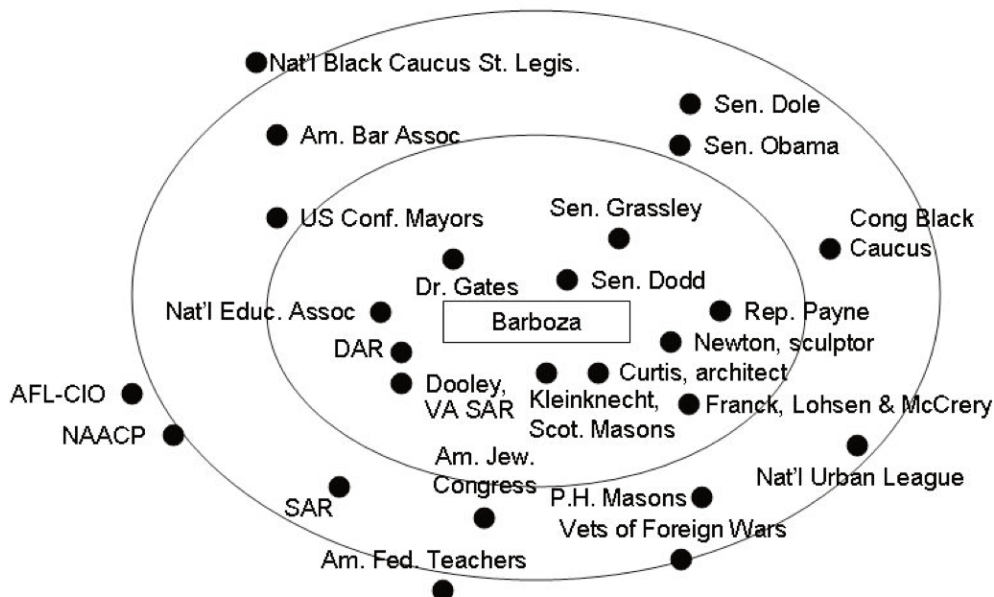 Nat'l Black Caucus St. Legis.
Sen. Dole
Am. Bar Assoc
Sen. Obama
US Conf. Mayors
Sen. Grassley
Cong Black
Caucus
Dr. Gates
Sen. Dodd
Nat'l Educ. Assoc
Barboza
Rep. Payne
DAR
Newton, sculptor
Dooley,
VA SAR
Curtis, architect
Kleinknecht,
Scot. Masons
Franck, Lohsen & McCrery
AFL-CIO
NAACP
Am. Jew.
Congress
Nat'l Urban League
SAR
P.H. Masons
Vets of Foreign Wars
Am. Fed. Teachers